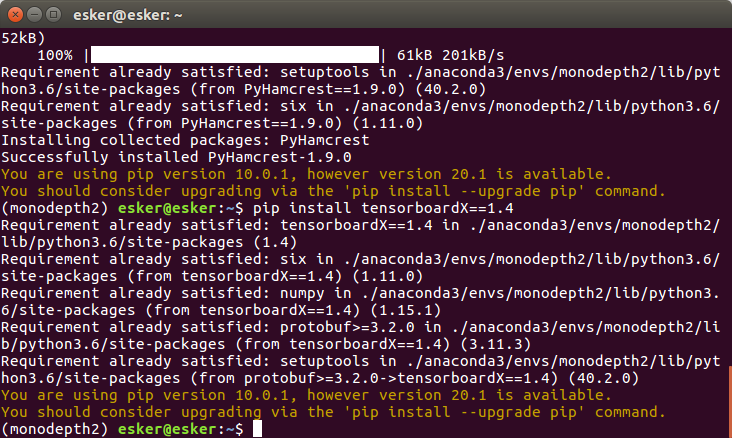 esker@esker: ~
52kB)
    100% |████████████████████████████████| 61kB 201kB/s
Requirement already satisfied: setuptools in ./anaconda3/envs/monodepth2/lib/pyt
hon3.6/site-packages (from PyHamcrest==1.9.0) (40.2.0)
Requirement already satisfied: six in ./anaconda3/envs/monodepth2/lib/python3.6/
site-packages (from PyHamcrest==1.9.0) (1.11.0)
Installing collected packages: PyHamcrest
Successfully installed PyHamcrest-1.9.0
You are using pip version 10.0.1, however version 20.1 is available.
You should consider upgrading via the 'pip install --upgrade pip' command.
(monodepth2) esker@esker:~$ pip install tensorboardX==1.4
Requirement already satisfied: tensorboardX==1.4 in ./anaconda3/envs/monodepth2/
lib/python3.6/site-packages (1.4)
Requirement already satisfied: six in ./anaconda3/envs/monodepth2/lib/python3.6/
site-packages (from tensorboardX==1.4) (1.11.0)
Requirement already satisfied: numpy in ./anaconda3/envs/monodepth2/lib/python3.
6/site-packages (from tensorboardX==1.4) (1.15.1)
Requirement already satisfied: protobuf>=3.2.0 in ./anaconda3/envs/monodepth2/li
b/python3.6/site-packages (from tensorboardX==1.4) (3.11.3)
Requirement already satisfied: setuptools in ./anaconda3/envs/monodepth2/lib/pyt
hon3.6/site-packages (from protobuf>=3.2.0->tensorboardX==1.4) (40.2.0)
You are using pip version 10.0.1, however version 20.1 is available.
You should consider upgrading via the 'pip install --upgrade pip' command.
(monodepth2) esker@esker:~$